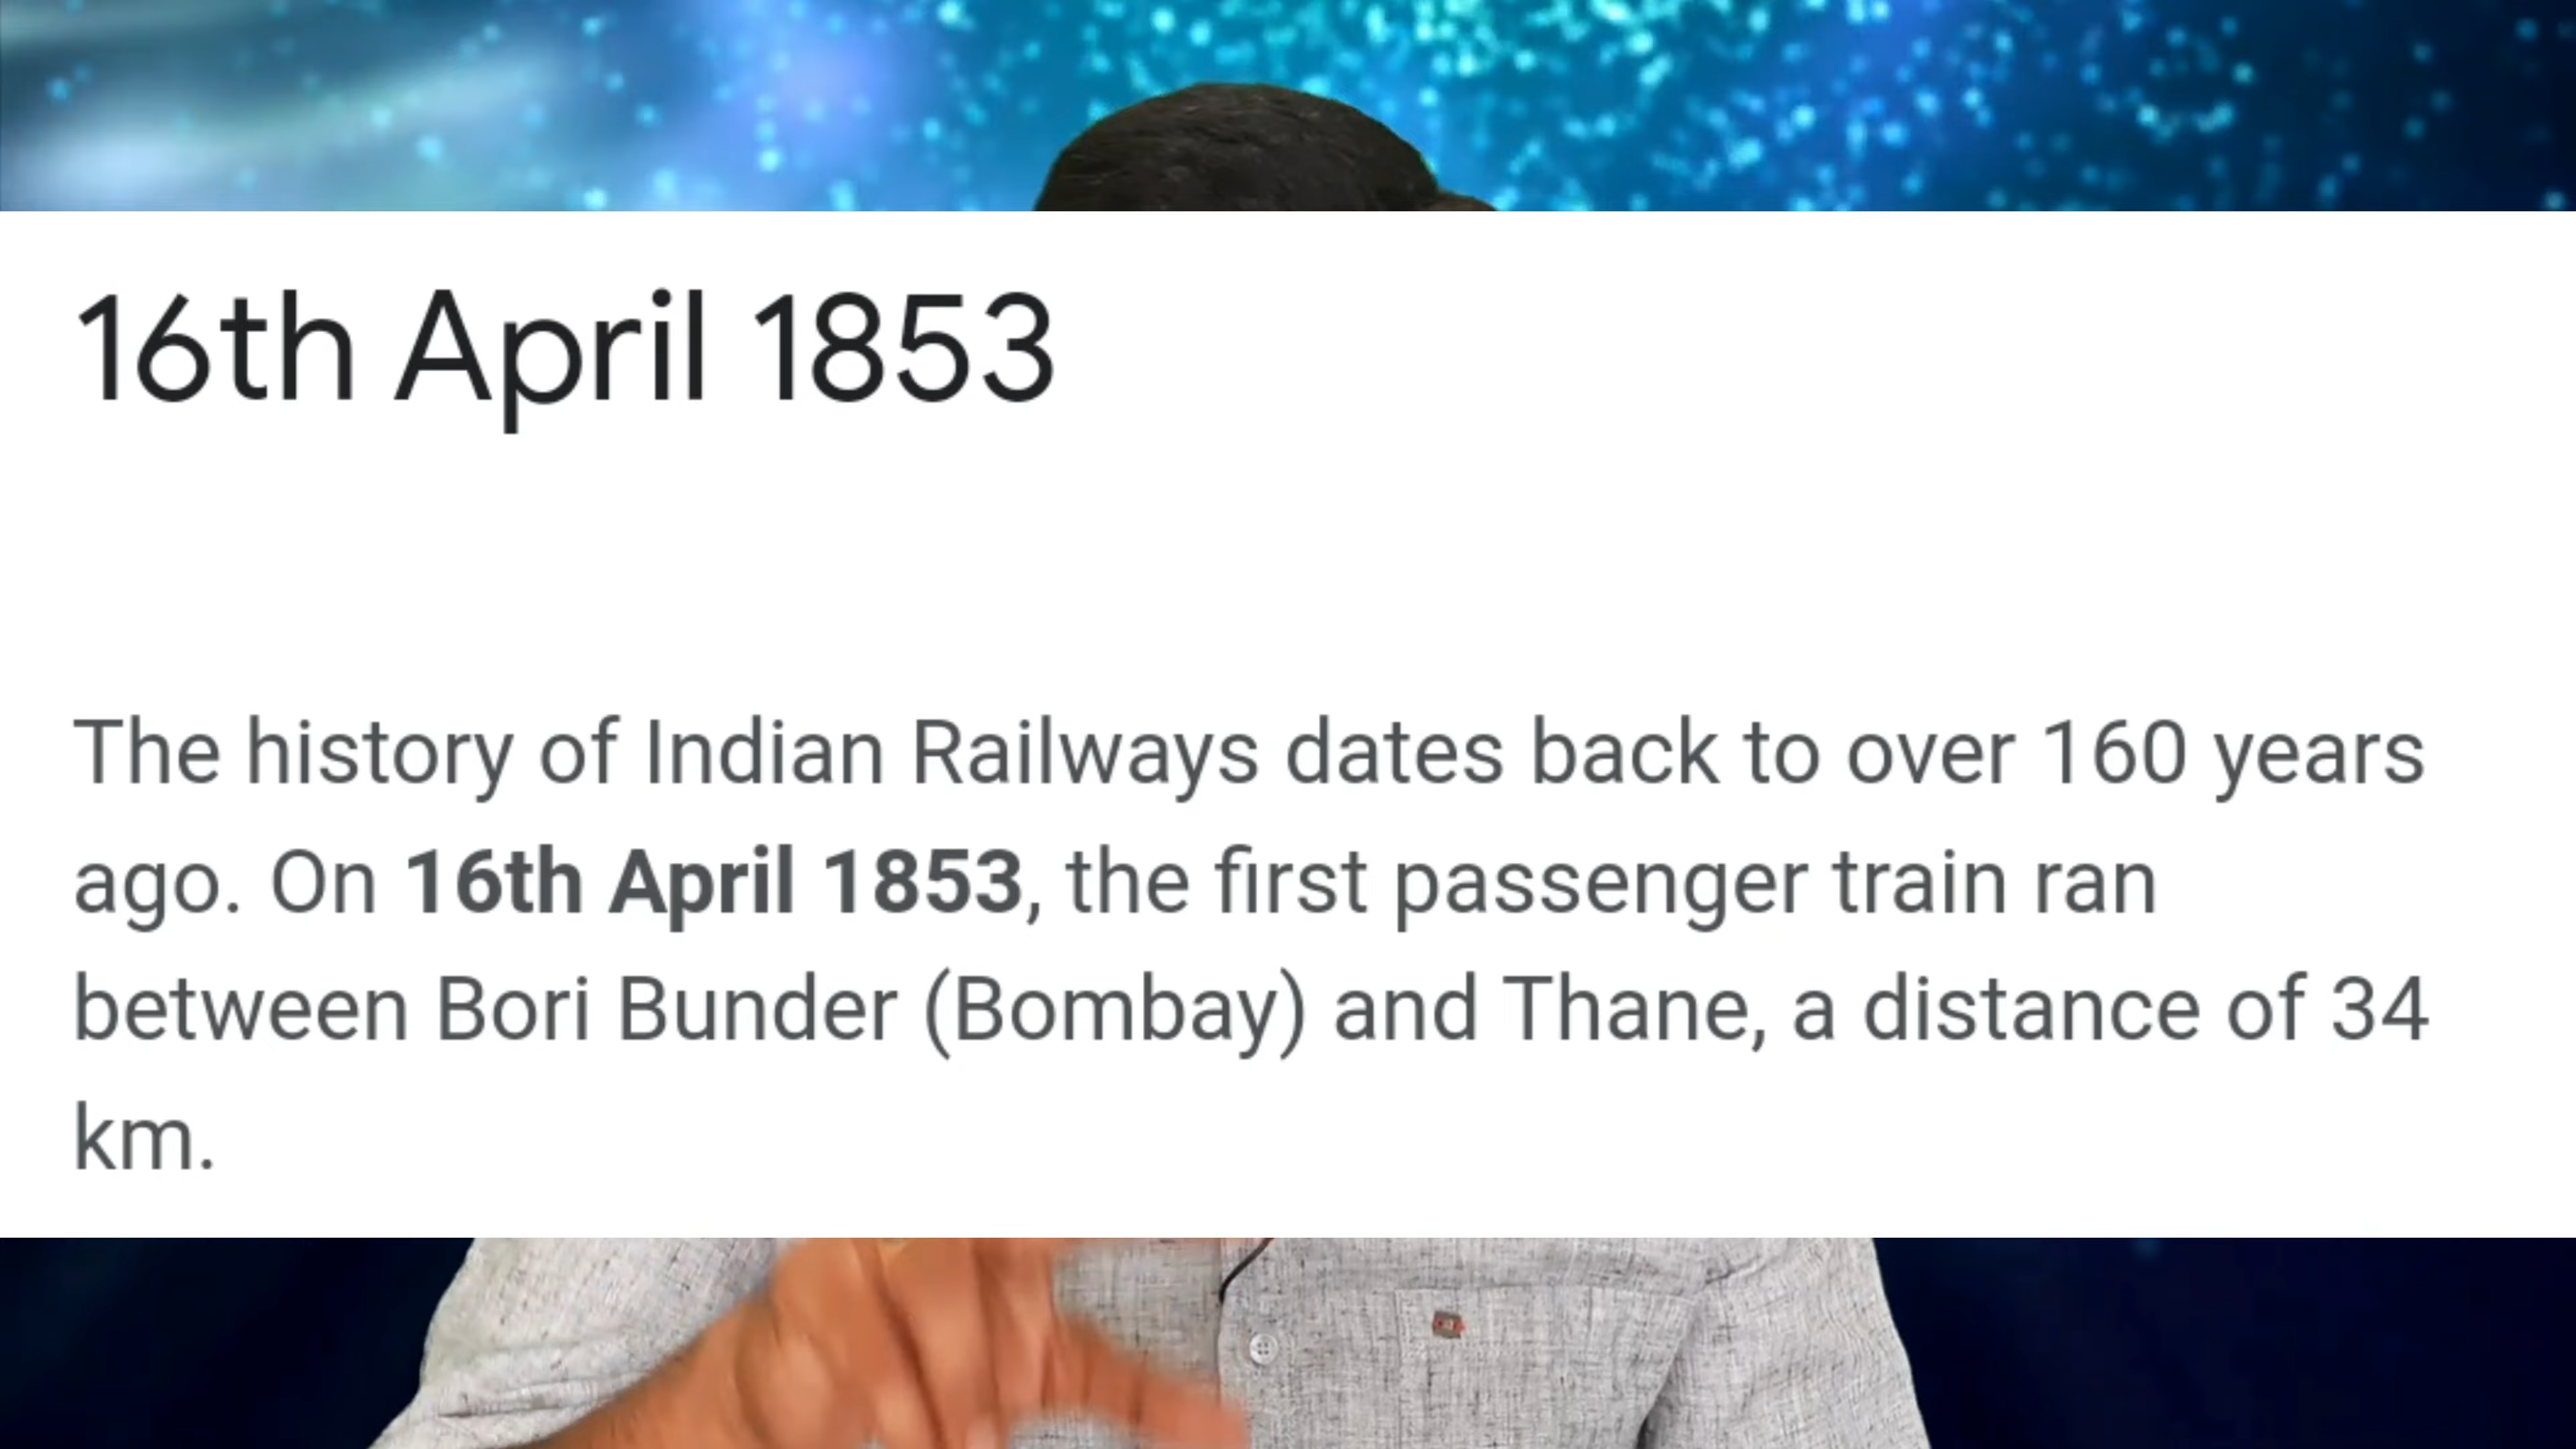 16th April 1853
The history of Indian Railways dates back to over 160 years
ago. On 16th April 1853, the first passenger train ran
between Bori Bunder (Bombay) and Thane, a distance of 34
km.